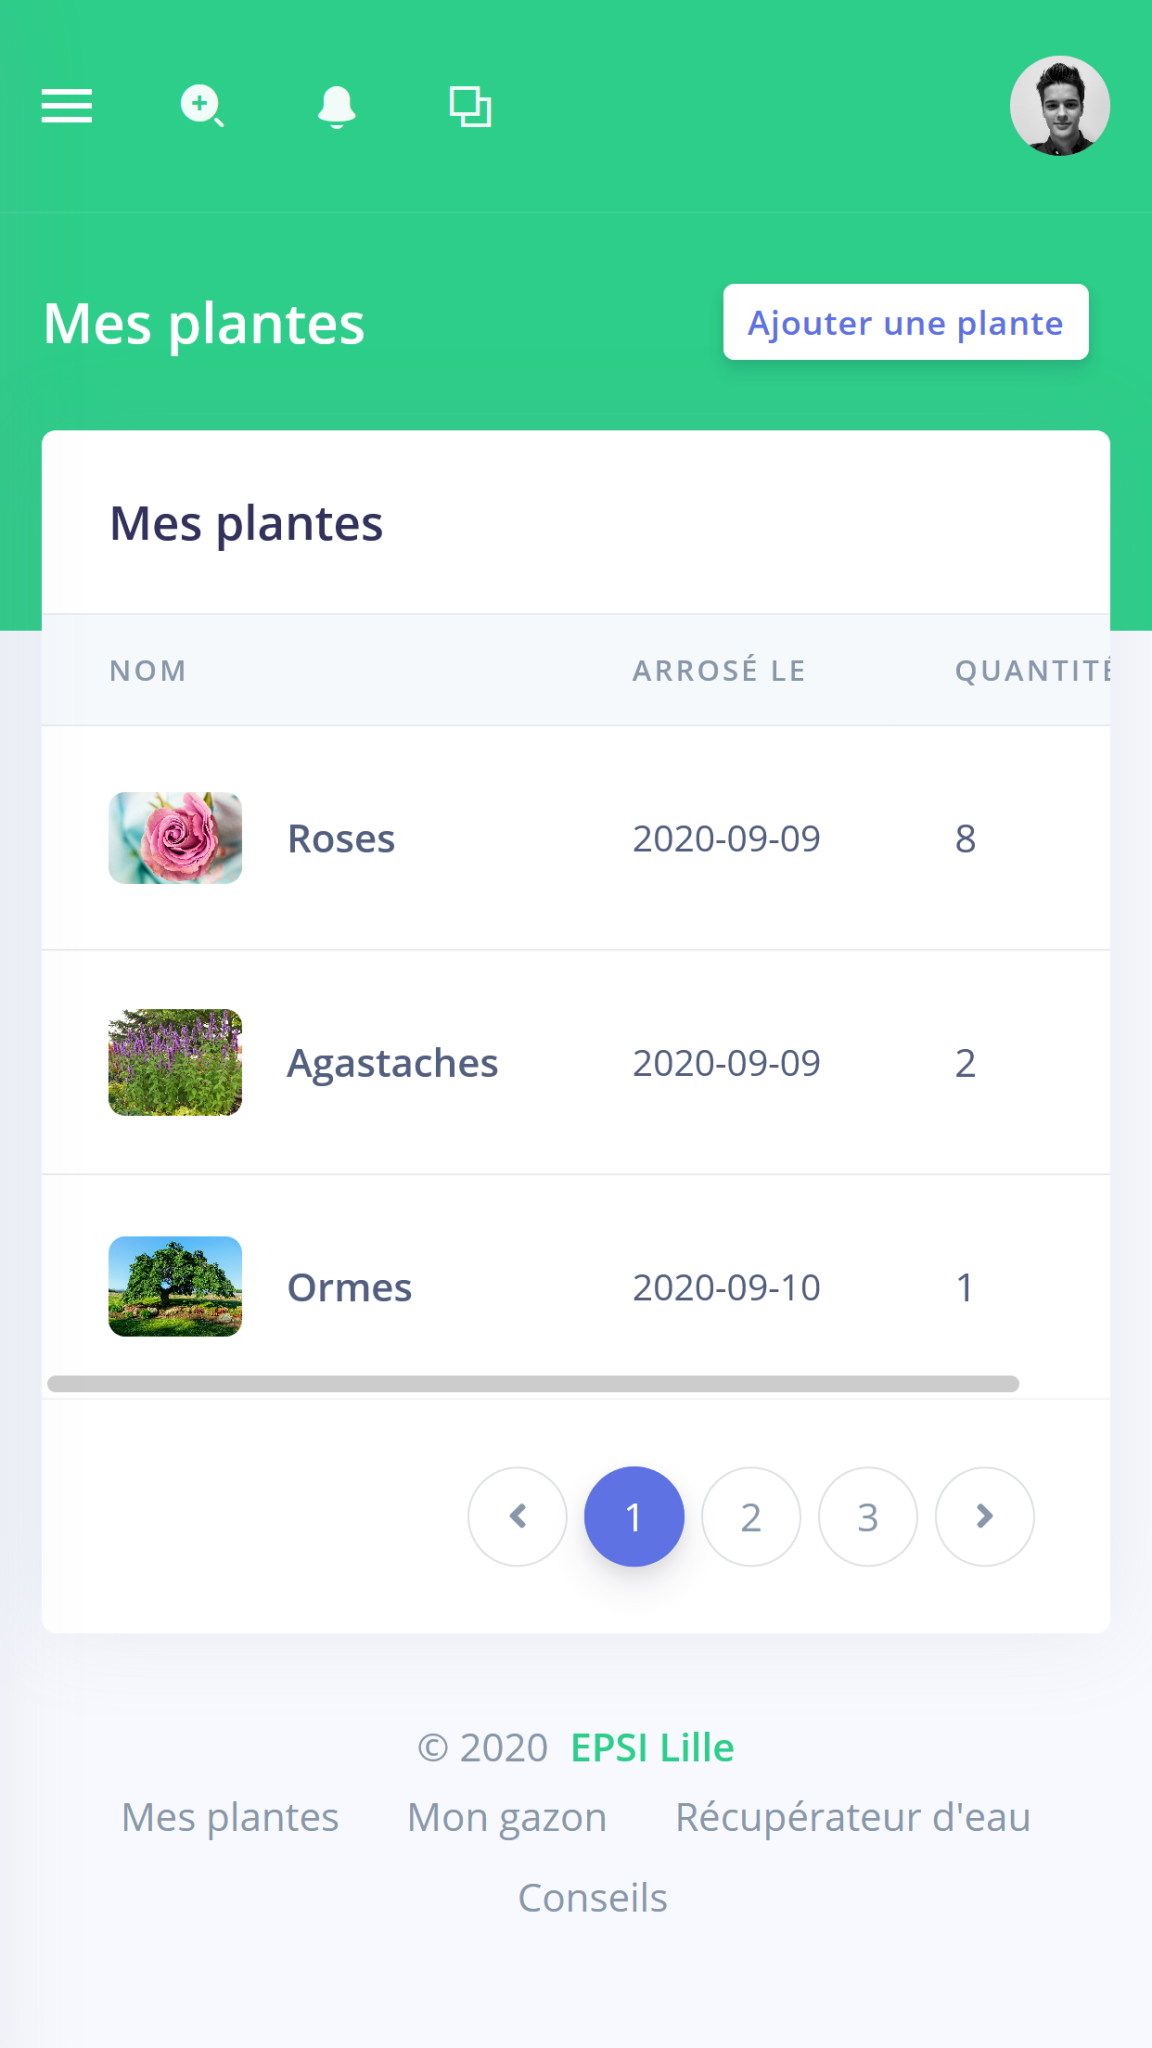 Mes plantes
Ajouter une plante
Mes plantes
NOM ARROSÉ LE QUANTITÉ
Roses 2020-09-09 8
Agastaches 2020-09-09 2
Ormes 2020-09-10 1
1 2 3
© 2020 EPSI Lille
Mes plantes Mon gazon Récupérateur d'eau
Conseils